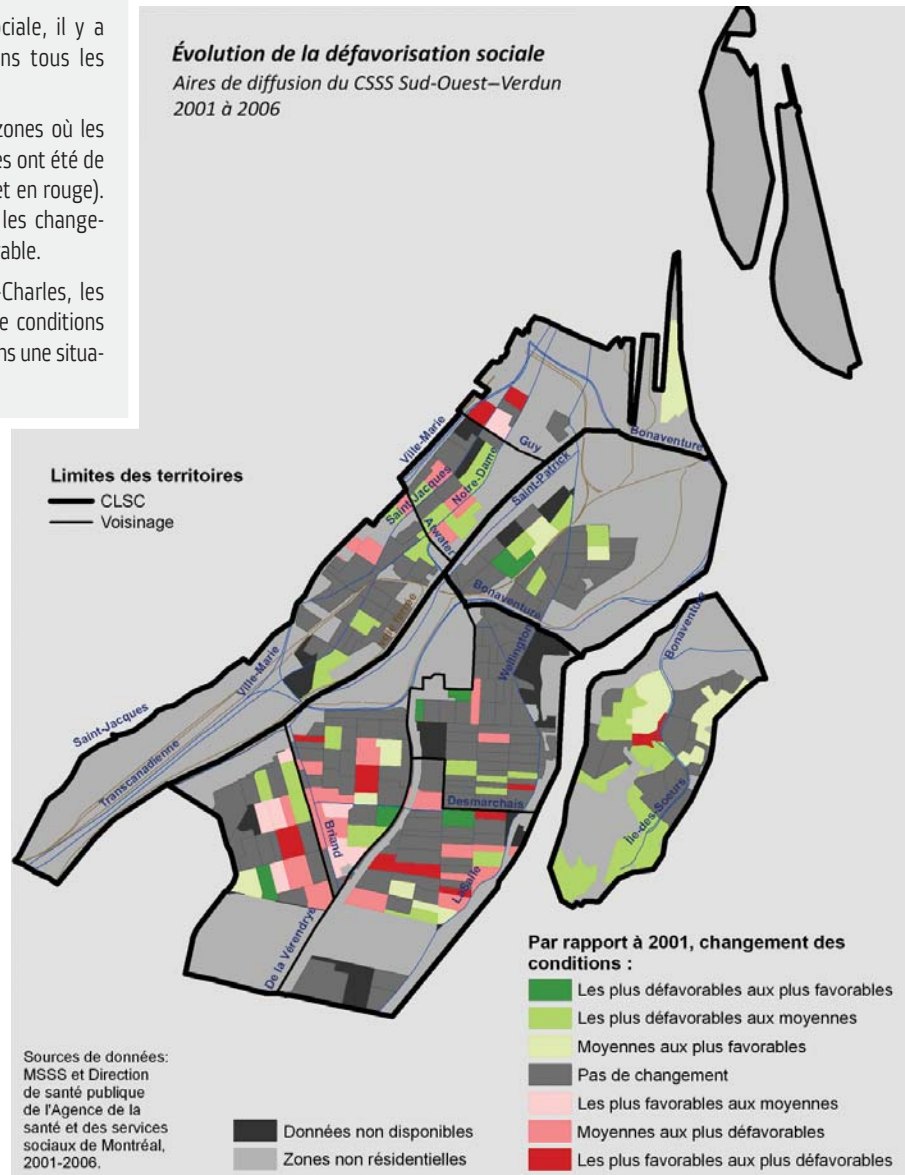 ociale, il y a
ns tous les
zones où les
es ont été de
et en rouge).
les change-
rable.
-Charles, les
e conditions
ns une situa-
Évolution de la défavorisation sociale
Aires de diffusion du CSSS Sud-Ouest–Verdun
2001 à 2006
Limites des territoires
CLSC
Voisinage
Ville-Marie
Guy
Bonaventure
Saint-Jacques
Notre-Dame
Saint-Patrick
Atwater
Bonaventure
Wellington
Bonaventure
Ville-Marie
Saint-Jacques
Transcanadienne
Desmarchais
Île-des-Soeurs
Briand
LaSalle
De la Vérendrye
Par rapport à 2001, changement des
conditions :
Les plus défavorables aux plus favorables
Les plus défavorables aux moyennes
Moyennes aux plus favorables
Pas de changement
Les plus favorables aux moyennes
Moyennes aux plus défavorables
Les plus favorables aux plus défavorables
Sources de données:
MSSS et Direction
de santé publique
de l'Agence de la
santé et des services
sociaux de Montréal,
2001-2006.
Données non disponibles
Zones non résidentielles